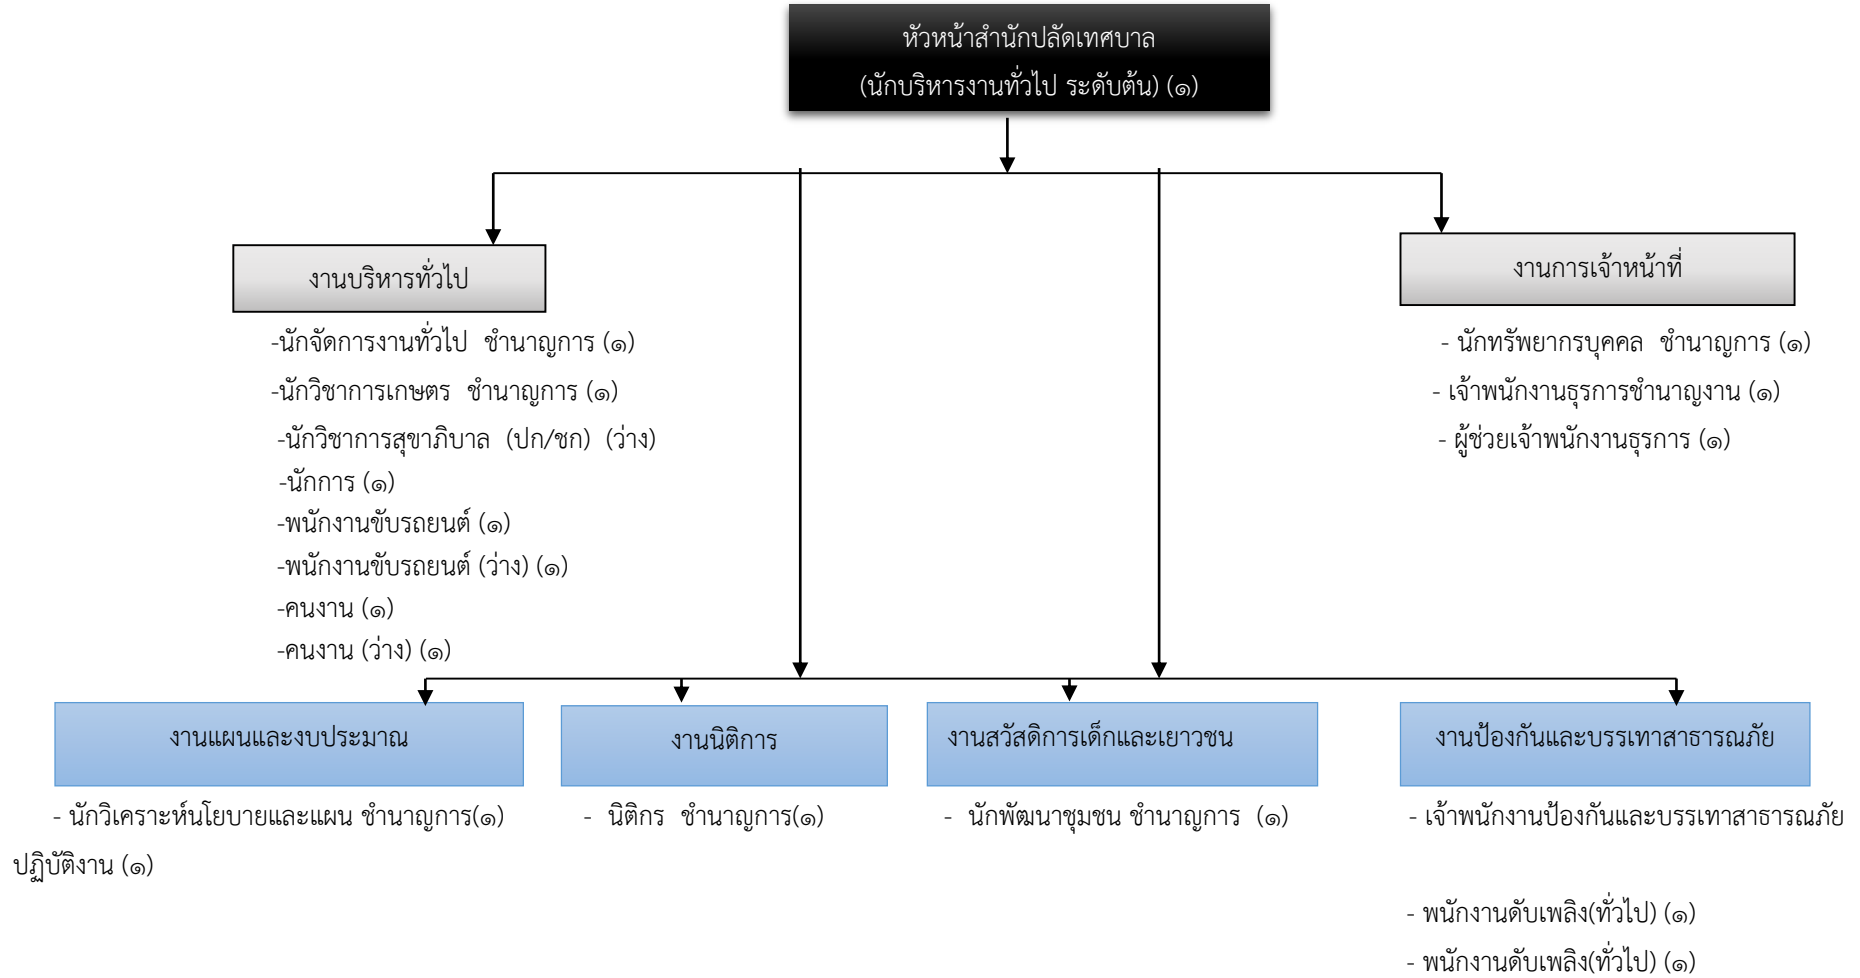 หัวหน้าสำนักปลัดเทศบาล
(นักบริหารงานทั่วไป ระดับต้น) (๑)
งานบริหารทั่วไป
-นักจัดการงานทั่วไป ชำนาญการ (๑)
-นักวิชาการเกษตร ชำนาญการ (๑)
-นักวิชาการสุขาภิบาล (ปก/ชก) (ว่าง)
-นักการ (๑)
-พนักงานขับรถยนต์ (๑)
-พนักงานขับรถยนต์ (ว่าง) (๑)
-คนงาน (๑)
-คนงาน (ว่าง) (๑)
งานการเจ้าหน้าที่
- นักทรัพยากรบุคคล ชำนาญการ (๑)
- เจ้าพนักงานธุรการชำนาญงาน (๑)
- ผู้ช่วยเจ้าพนักงานธุรการ (๑)
งานแผนและงบประมาณ
งานนิติการ
งานสวัสดิการเด็กและเยาวชน
งานป้องกันและบรรเทาสาธารณภัย
- นักวิเคราะห์นโยบายและแผน ชำนาญการ(๑)
- นิติกร ชำนาญการ(๑)
- นักพัฒนาชุมชน ชำนาญการ (๑)
- เจ้าพนักงานป้องกันและบรรเทาสาธารณภัย
ปฏิบัติงาน (๑)
- พนักงานดับเพลิง(ทั่วไป) (๑)
- พนักงานดับเพลิง(ทั่วไป) (๑)